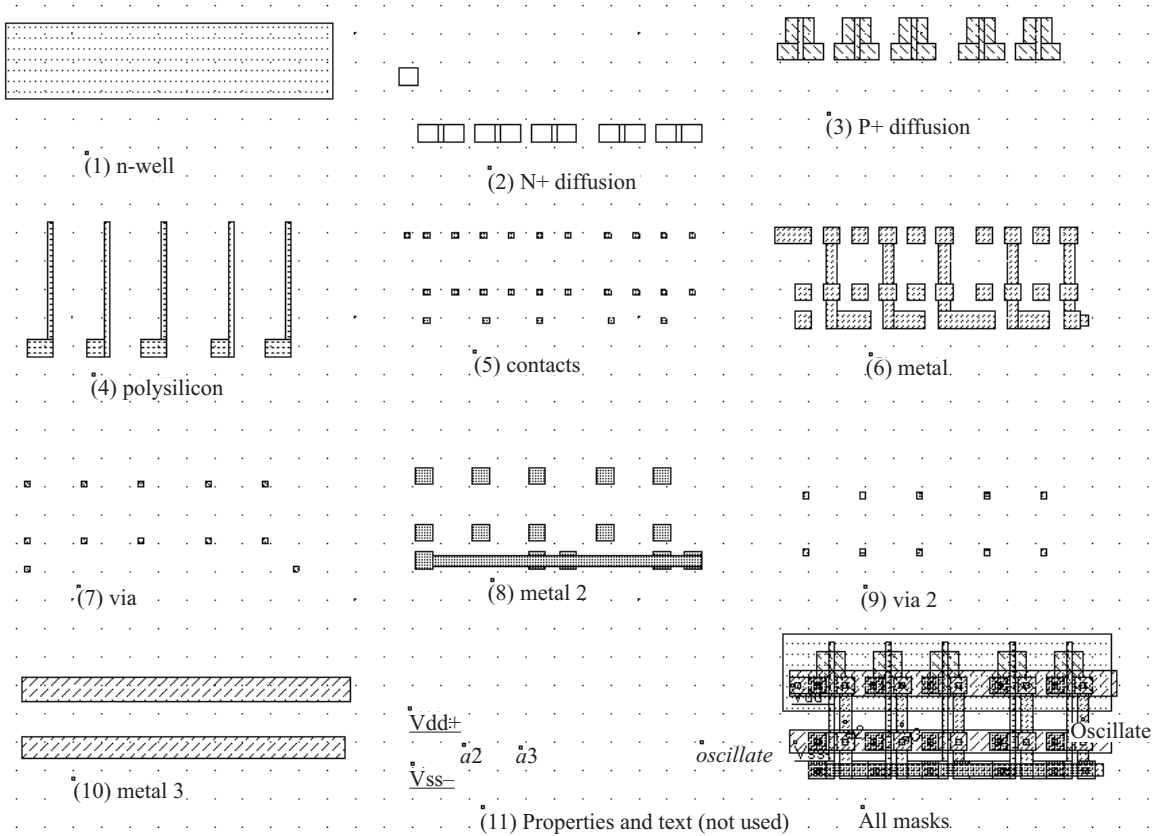 (1) n-well
(2) N+ diffusion
(3) P+ diffusion
(4) polysilicon
(5) contacts
(6) metal
(7) via
(8) metal 2
(9) via 2
(10) metal 3
Vdd+
a2 a3
oscillate
Vss–
(11) Properties and text (not used)
Vdd
Oscillate
All masks